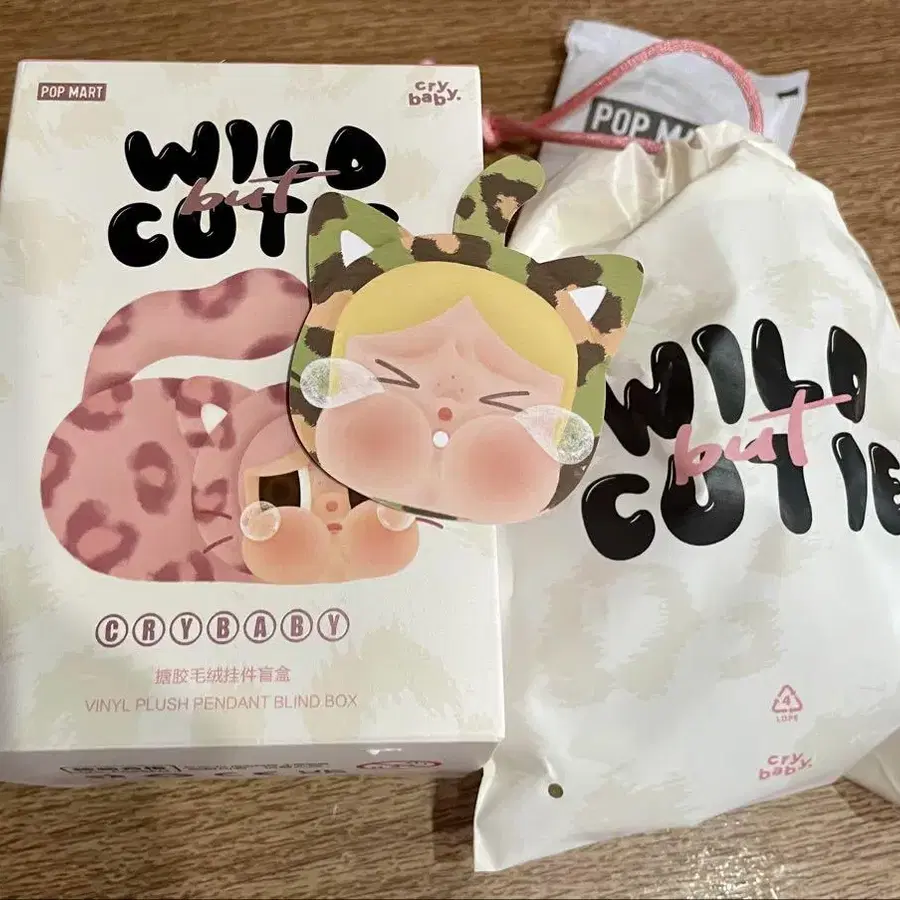 POP MART
cry
baby.
WILD
but
CUTIE
CRYBABY
搪胶毛绒挂件盲盒
VINYL PLUSH PENDANT BLIND BOX
POP MA
WILD
but
CUTIE
4
LDPE
cry
baby.